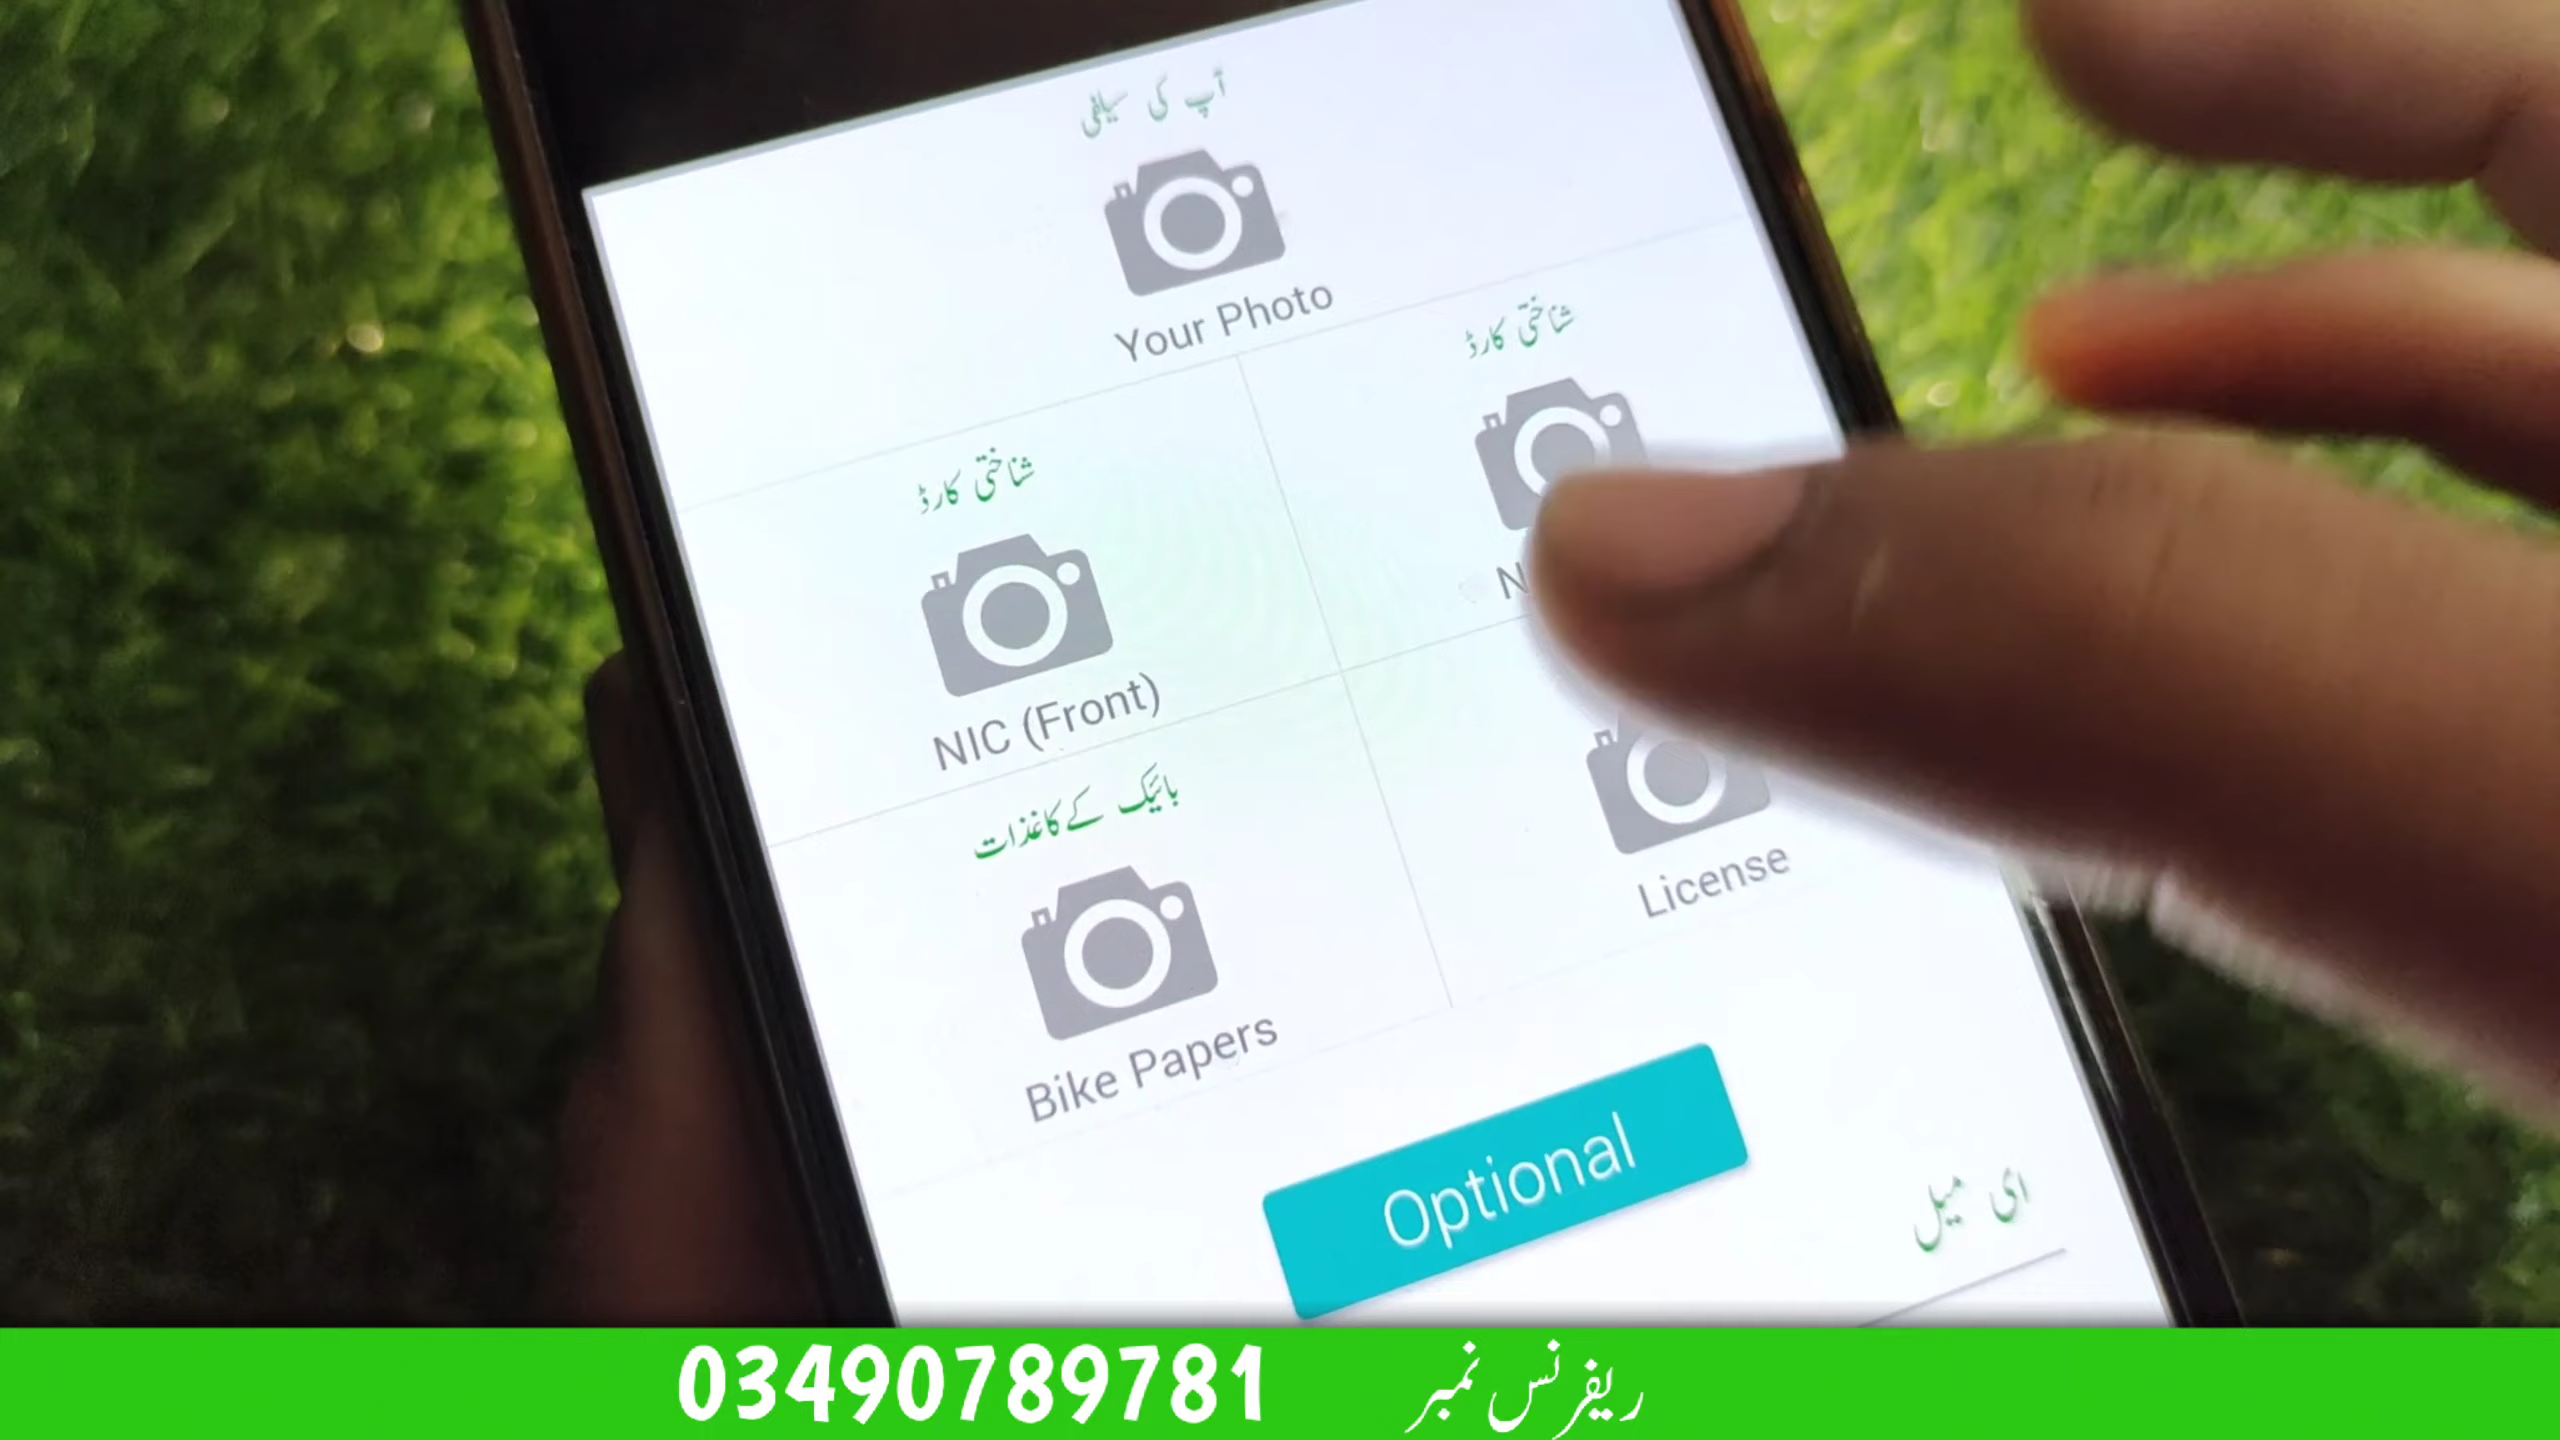 آپ کی سیلفی
Your Photo
شناختی کارڈ
شناختی کارڈ
NIC (Front)
بائیک کے کاغذات
License
Bike Papers
Optional
ای میل
03490789781 ریفرنس نمبر